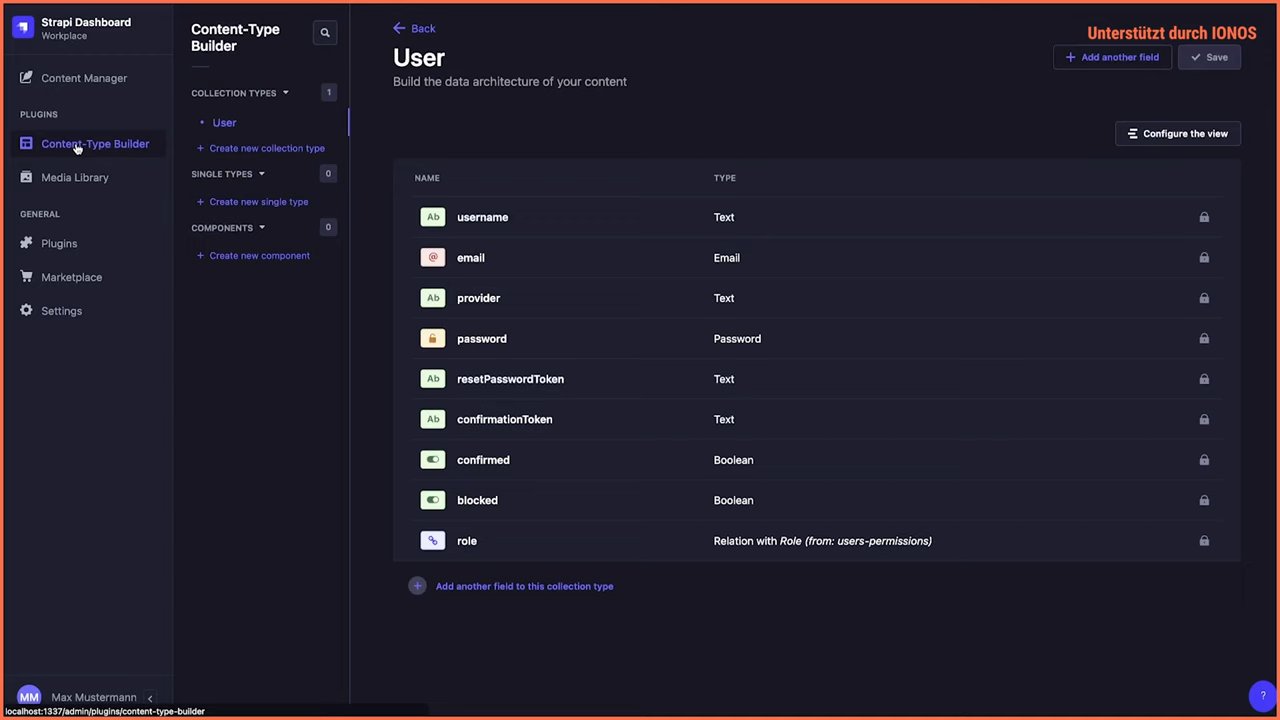 Strapi Dashboard
Workplace
Content Manager
PLUGINS
Content-Type Builder
Media Library
GENERAL
Plugins
Marketplace
Settings
MM Max Mustermann
localhost:1337/admin/plugins/content-type-builder
Content-Type
Builder
COLLECTION TYPES 1
User
+ Create new collection type
SINGLE TYPES 0
+ Create new single type
COMPONENTS 0
+ Create new component
Back
Unterstützt durch IONOS
User
Build the data architecture of your content
+ Add another field
Save
Configure the view
NAME TYPE
Ab username Text
@ email Email
Ab provider Text
password Password
Ab resetPasswordToken Text
Ab confirmationToken Text
confirmed Boolean
blocked Boolean
role Relation with Role (from: users-permissions)
+ Add another field to this collection type
?